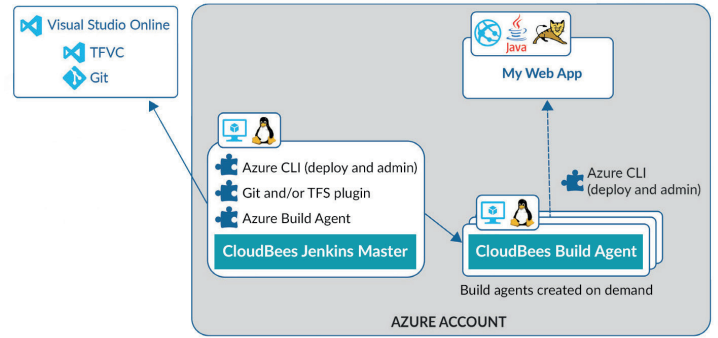 Visual Studio Online
TFVC
Git
Java
My Web App
Azure CLI (deploy and admin)
Git and/or TFS plugin
Azure Build Agent
CloudBees Jenkins Master
Azure CLI
(deploy and admin)
CloudBees Build Agent
Build agents created on demand
AZURE ACCOUNT